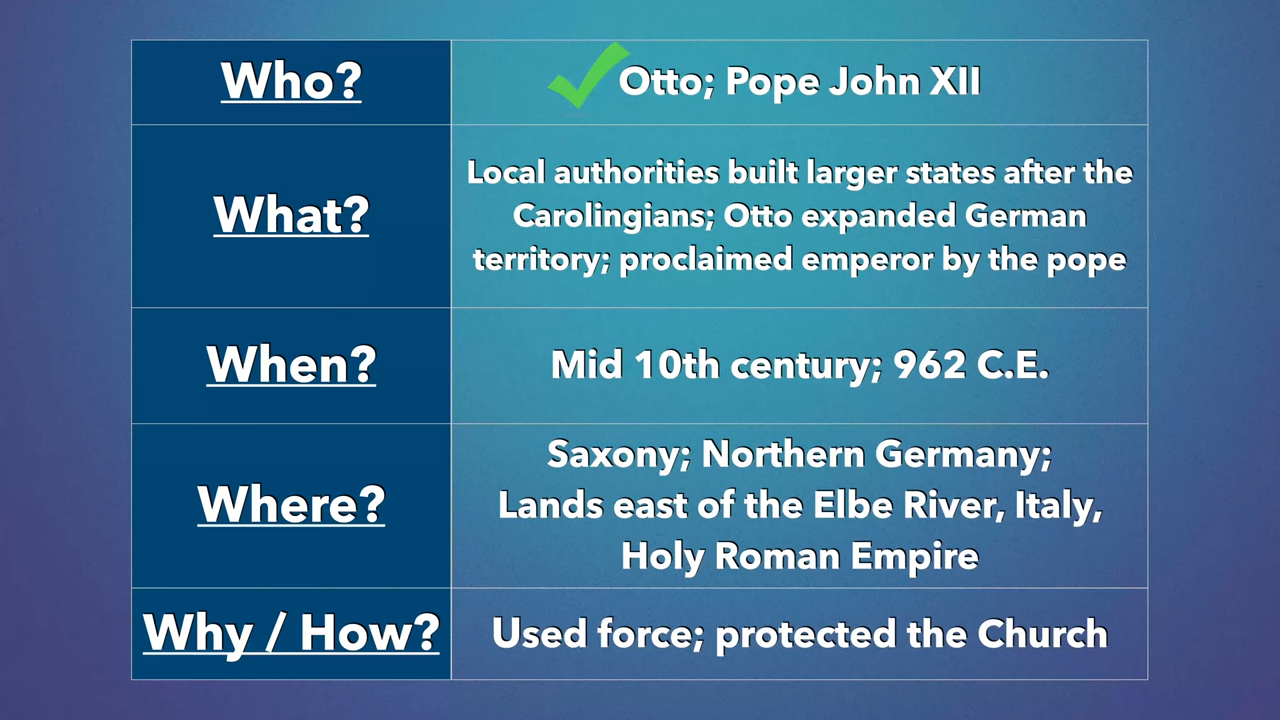 Who?
Otto; Pope John XII
What?
Local authorities built larger states after the
Carolingians; Otto expanded German
territory; proclaimed emperor by the pope
When?
Mid 10th century; 962 C.E.
Where?
Saxony; Northern Germany;
Lands east of the Elbe River, Italy,
Holy Roman Empire
Why / How?
Used force; protected the Church